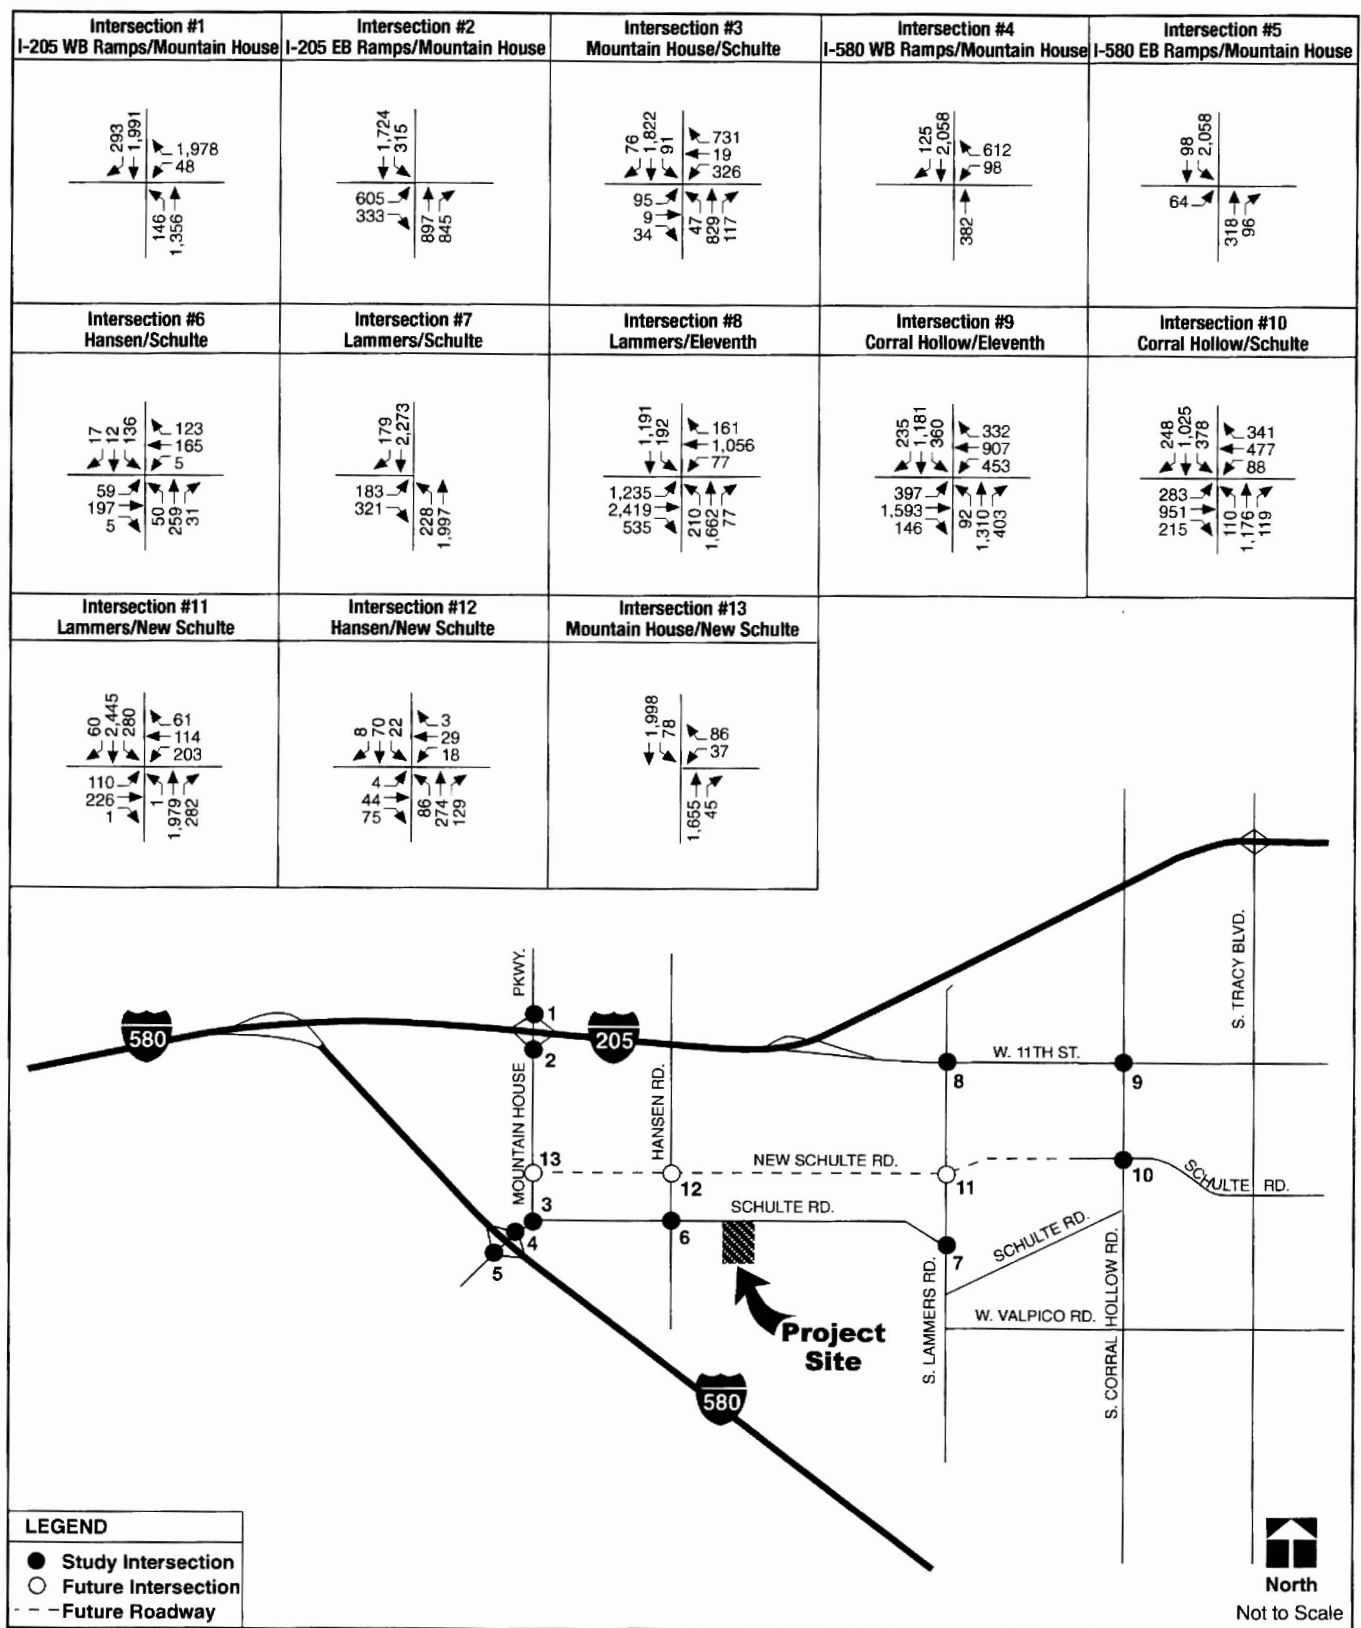 Intersection #1
I-205 WB Ramps/Mountain House
293
1,991
1,978
48
146
1,356
Intersection #2
I-205 EB Ramps/Mountain House
1,724
315
605
333
897
845
Intersection #3
Mountain House/Schulte
76
1,822
91
731
19
326
95
9
34
47
829
117
Intersection #4
I-580 WB Ramps/Mountain House
125
2,058
612
98
382
Intersection #5
I-580 EB Ramps/Mountain House
98
2,058
64
318
96
Intersection #6
Hansen/Schulte
17
12
136
123
165
5
59
197
5
50
259
31
Intersection #7
Lammers/Schulte
179
2,273
183
321
228
1,997
Intersection #8
Lammers/Eleventh
1,191
192
161
1,056
77
1,235
2,419
535
210
1,662
77
Intersection #9
Corral Hollow/Eleventh
235
1,181
360
332
907
453
397
1,593
146
92
1,310
403
Intersection #10
Corral Hollow/Schulte
248
1,025
378
341
477
88
283
951
215
110
1,176
119
Intersection #11
Lammers/New Schulte
60
2,445
280
61
114
203
110
226
1
1
1,979
282
Intersection #12
Hansen/New Schulte
8
70
22
3
29
18
4
44
75
86
274
129
Intersection #13
Mountain House/New Schulte
1,998
78
86
37
1,655
45
580
205
580
MOUNTAIN HOUSE PKWY.
HANSEN RD.
S. LAMMERS RD.
S. CORRAL HOLLOW RD.
S. TRACY BLVD.
W. 11TH ST.
NEW SCHULTE RD.
SCHULTE RD.
SCHULTE RD.
SCHULTE RD.
W. VALPICO RD.
1
2
13
3
4
5
12
6
8
11
7
9
10
Project
Site
LEGEND
Study Intersection
Future Intersection
Future Roadway
North
Not to Scale